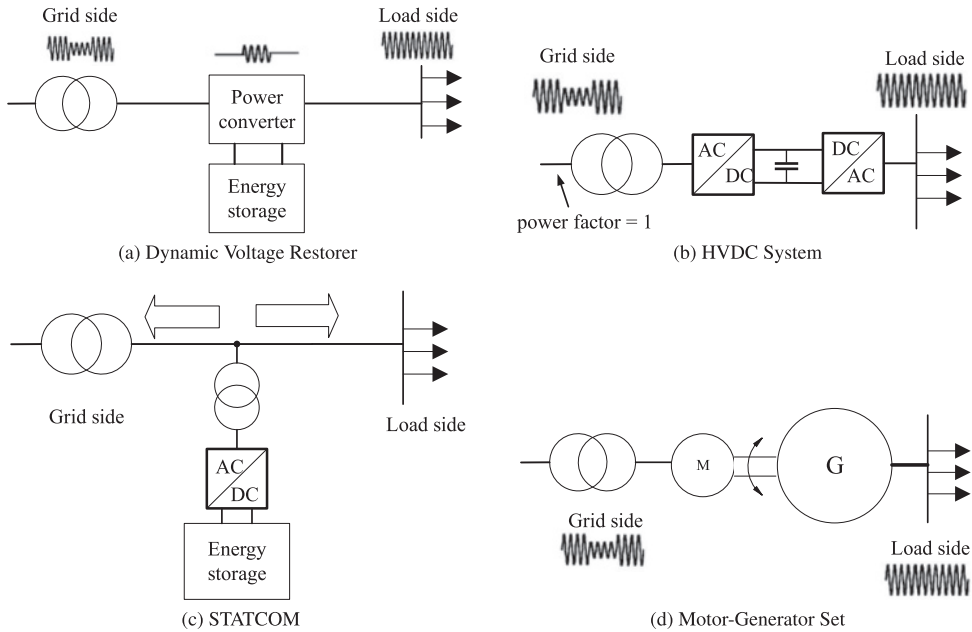 Grid side
Load side
Power
converter
Energy
storage
(a) Dynamic Voltage Restorer
Grid side
Load side
AC
DC
DC
AC
power factor = 1
(b) HVDC System
Grid side
Load side
AC
DC
Energy
storage
(c) STATCOM
M
G
Grid side
Load side
(d) Motor-Generator Set